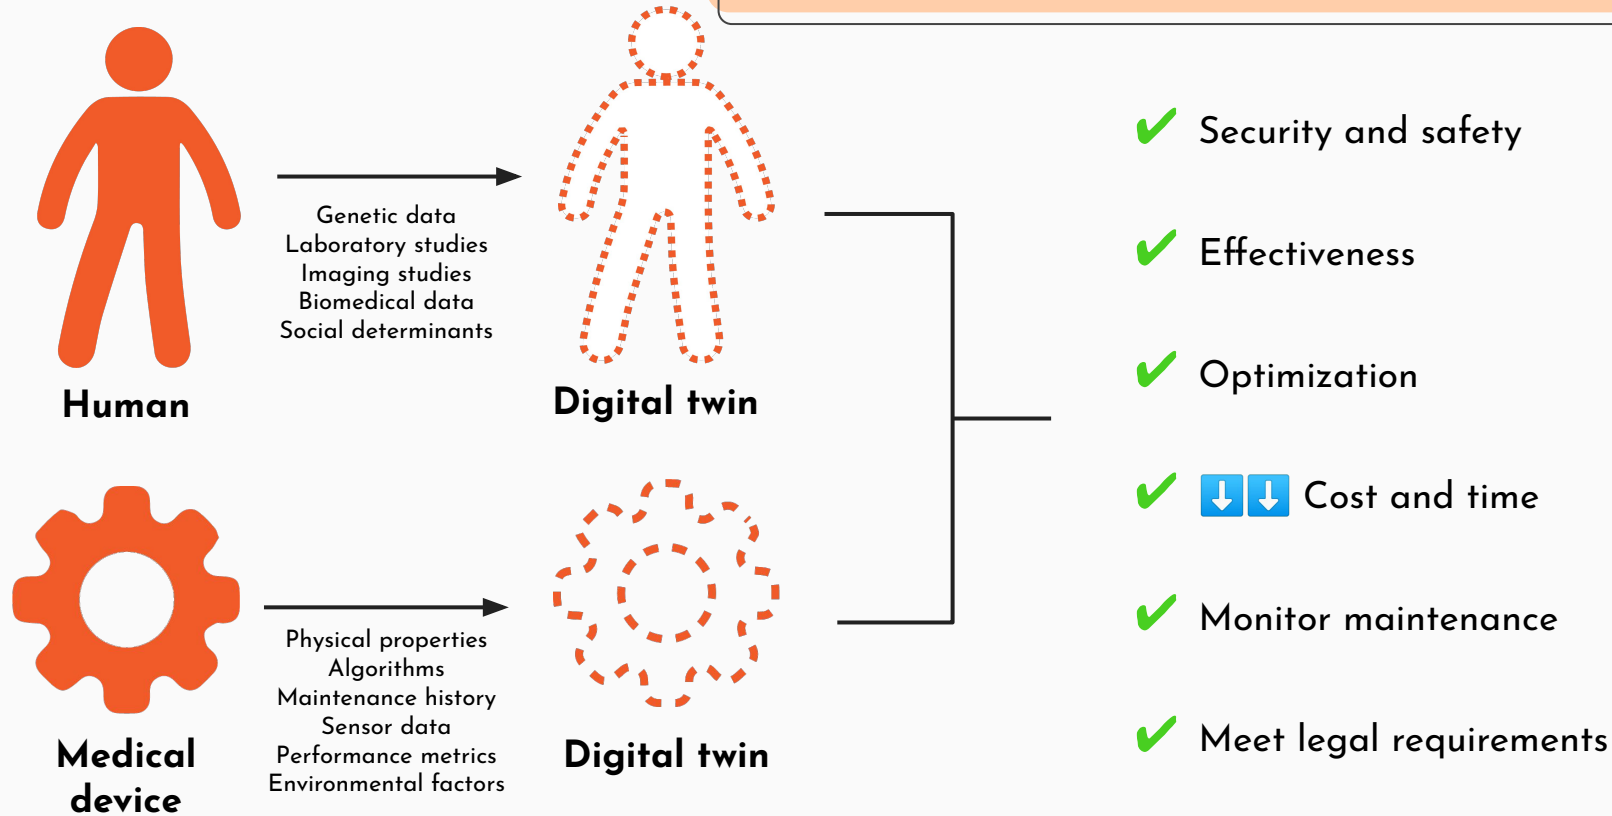 Genetic data
Laboratory studies
Imaging studies
Biomedical data
Social determinants
Human
Digital twin
Physical properties
Algorithms
Maintenance history
Sensor data
Performance metrics
Environmental factors
Medical
device
Digital twin
✔ Security and safety
✔ Effectiveness
✔ Optimization
✔ ⬇⬇ Cost and time
✔ Monitor maintenance
✔ Meet legal requirements